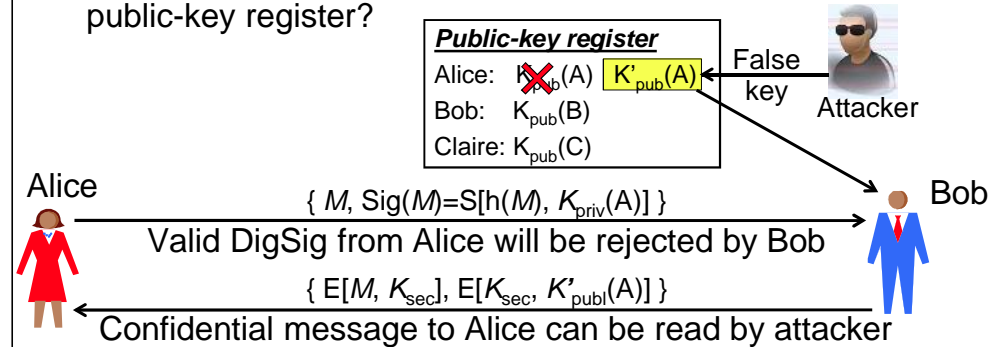 public-key register?
Public-key register
Alice: Kpub(A) K'pub(A)
Bob: Kpub(B)
Claire: Kpub(C)
False
key
Attacker
Alice
Bob
{ M, Sig(M)=S[h(M), Kpriv(A)] }
Valid DigSig from Alice will be rejected by Bob
{ E[M, Ksec], E[Ksec, K'publ(A)] }
Confidential message to Alice can be read by attacker